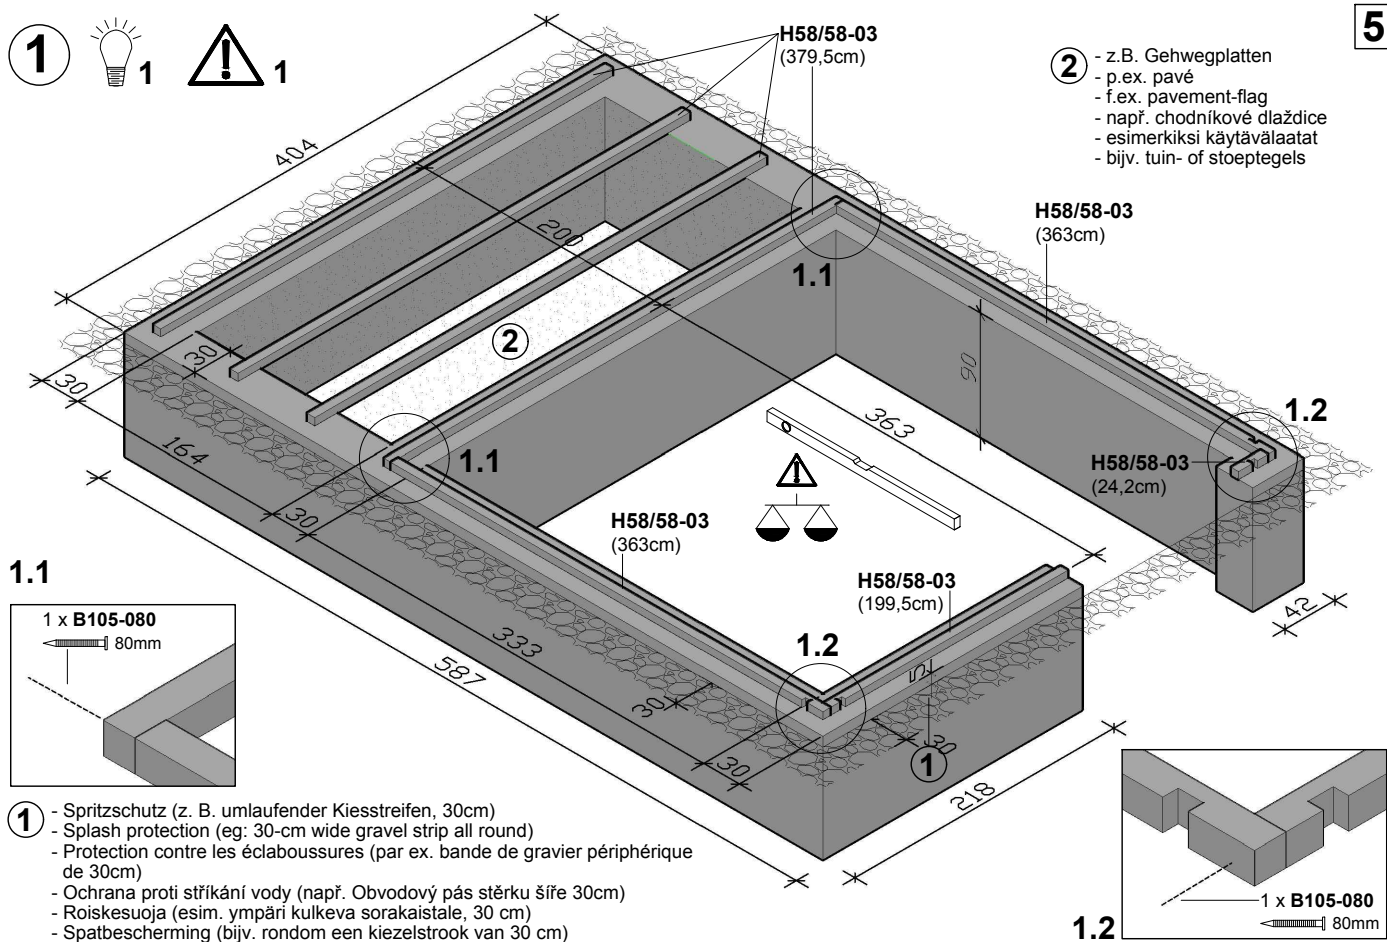 1
1
1
5
H58/58-03
(379,5cm)
2
- z.B. Gehwegplatten
- p.ex. pavé
- f.ex. pavement-flag
- např. chodníkové dlaždice
- esimerkiksi käytävälaatat
- bijv. tuin- of stoeptegels
404
H58/58-03
(363cm)
200
1.1
2
30
30
90
363
1.2
164
1.1
H58/58-03
(24,2cm)
30
H58/58-03
(363cm)
H58/58-03
(199,5cm)
42
1.1
1 x B105-080
80mm
333
587
1.2
5
30
30
30
1
218
1
- Spritzschutz (z. B. umlaufender Kiesstreifen, 30cm)
- Splash protection (eg: 30-cm wide gravel strip all round)
- Protection contre les éclaboussures (par ex. bande de gravier périphérique
de 30cm)
- Ochrana proti stříkání vody (např. Obvodový pás stěrku šíře 30cm)
- Roiskesuoja (esim. ympäri kulkeva sorakaistale, 30 cm)
- Spatbescherming (bijv. rondom een kiezelstrook van 30 cm)
1 x B105-080
80mm
1.2